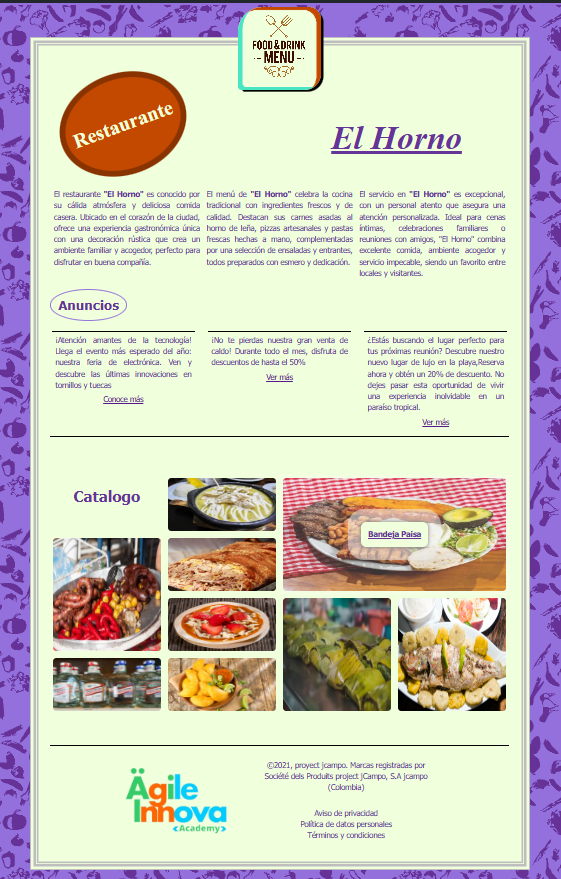 FOOD & DRINK
MENU
Restaurante
El Horno
El restaurante "El Horno" es conocido por
su cálida atmósfera y deliciosa comida
casera. Ubicado en el corazón de la ciudad,
ofrece una experiencia gastronómica única
con una decoración rústica que crea un
ambiente familiar y acogedor, perfecto para
disfrutar en buena compañía.
El menú de "El Horno" celebra la cocina
tradicional con ingredientes frescos y de
calidad. Destacan sus carnes asadas al
horno de leña, pizzas artesanales y pastas
frescas hechas a mano, complementadas
por una selección de ensaladas y entrantes,
todos preparados con esmero y dedicación.
El servicio en "El Horno" es excepcional,
con un personal atento que asegura una
atención personalizada. Ideal para cenas
íntimas, celebraciones familiares o
reuniones con amigos, "El Horno" combina
excelente comida, ambiente acogedor y
servicio impecable, siendo un favorito entre
locales y visitantes.
Anuncios
¡Atención amantes de la tecnología!
Llega el evento más esperado del año:
nuestra feria de electrónica. Ven y
descubre las últimas innovaciones en
tornillos y tuecas
Conoce más
¡No te pierdas nuestra gran venta de
caldo! Durante todo el mes, disfruta de
descuentos de hasta el 50%
Ver más
¿Estás buscando el lugar perfecto para
tus próximas reunión? Descubre nuestro
nuevo lugar de lujo en la playa,Reserva
ahora y obtén un 20% de descuento. No
dejes pasar esta oportunidad de vivir
una experiencia inolvidable en un
paraíso tropical.
Ver más
Catalogo
Bandeja Paisa
Ägile
Innova
Academy
©2021, proyect jcampo. Marcas registradas por
Société dels Produits project jCampo, S.A jcampo
(Colombia)
Aviso de privacidad
Política de datos personales
Términos y condiciones